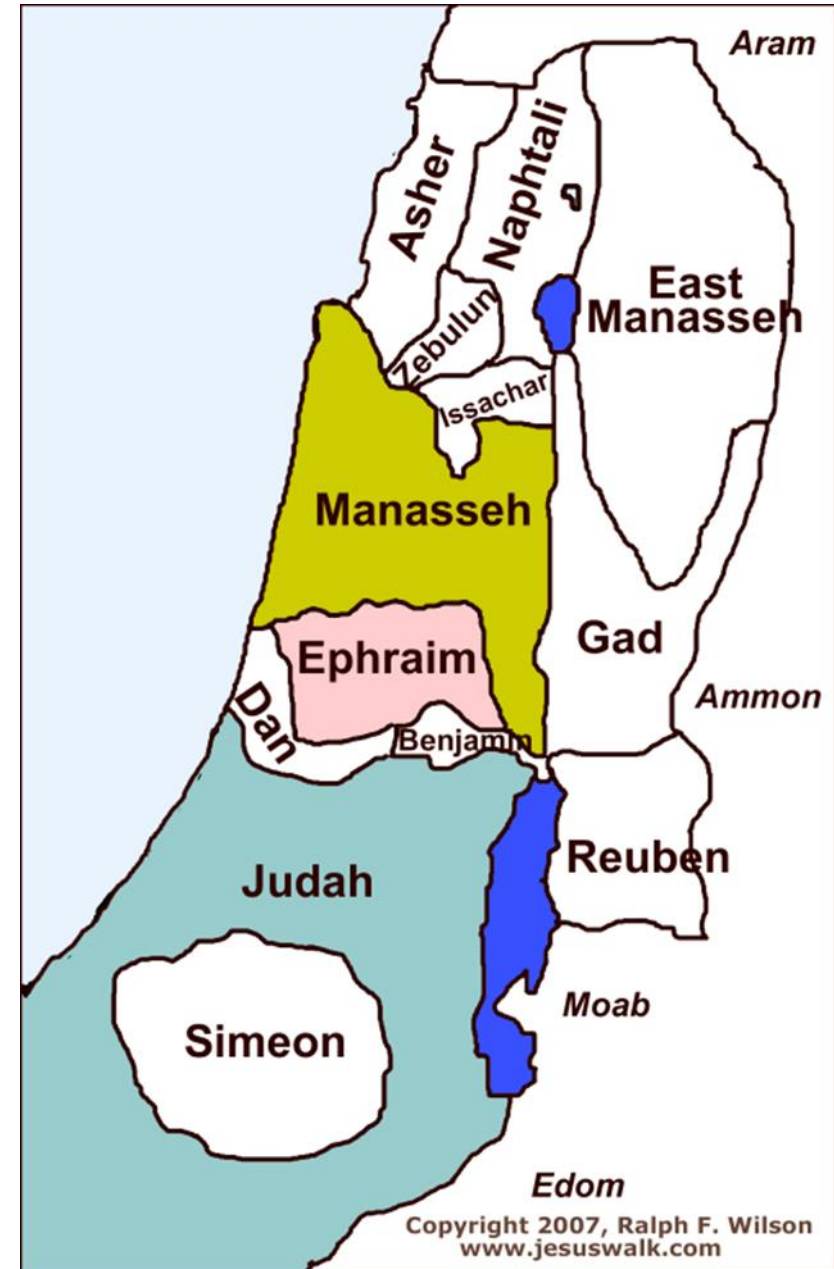 Aram
Asher
Naphtali
East
Manasseh
Zebulun
Issachar
Manasseh
Ephraim
Gad
Dan
Ammon
Benjamin
Reuben
Judah
Moab
Simeon
Edom
Copyright 2007, Ralph F. Wilson
www.jesuswalk.com